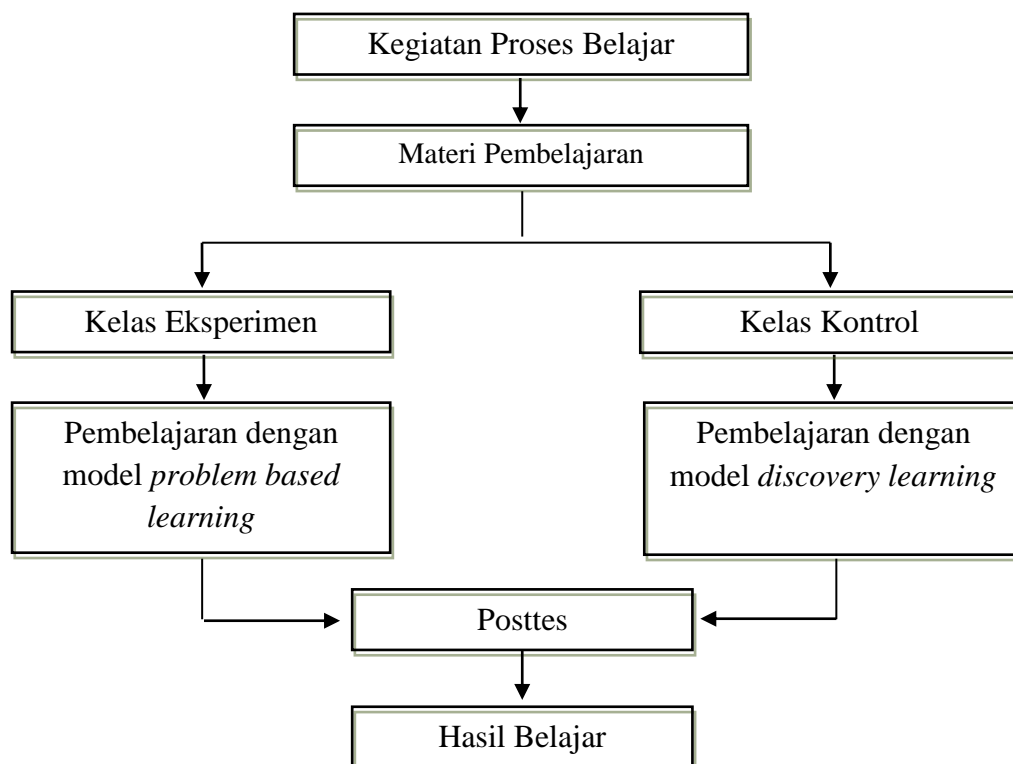 Kegiatan Proses Belajar
Materi Pembelajaran
Kelas Eksperimen
Kelas Kontrol
Pembelajaran dengan
model problem based
learning
Pembelajaran dengan
model discovery learning
Posttes
Hasil Belajar